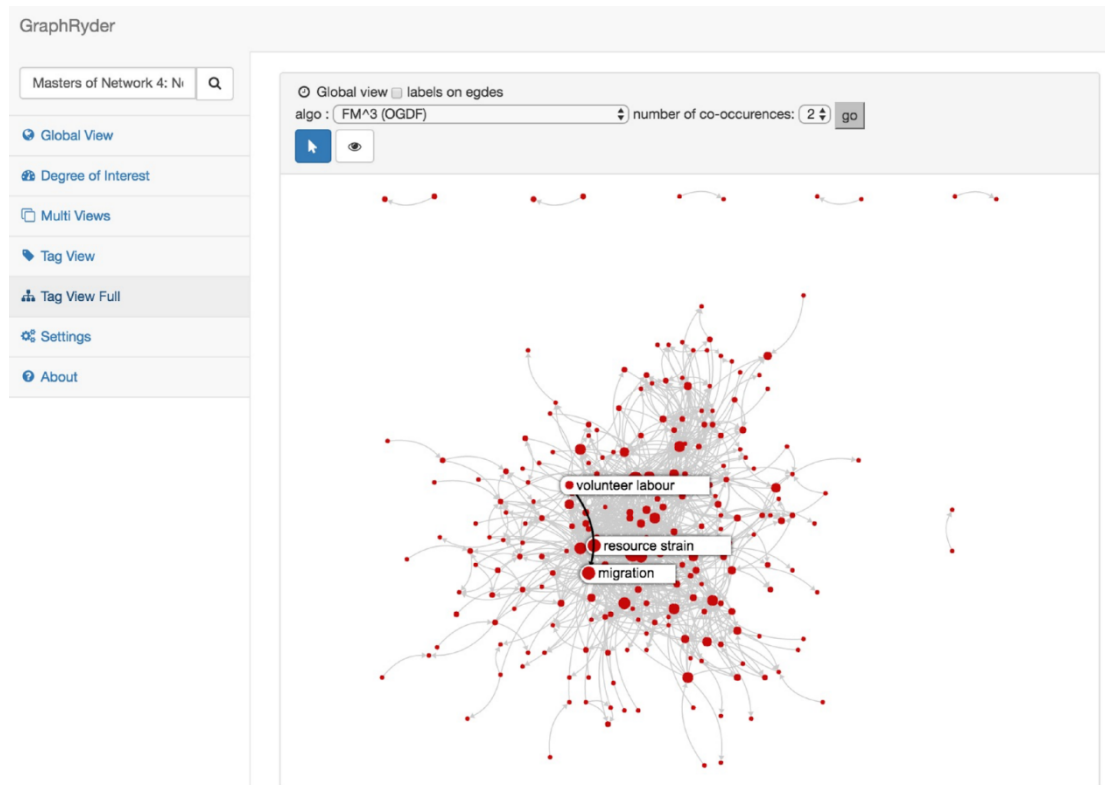 GraphRyder
Masters of Network 4: N
Global View
Degree of Interest
Multi Views
Tag View
Tag View Full
Settings
About
Global view labels on egdes
algo : FM^3 (OGDF) number of co-occurences: 2 go
volunteer labour
resource strain
migration